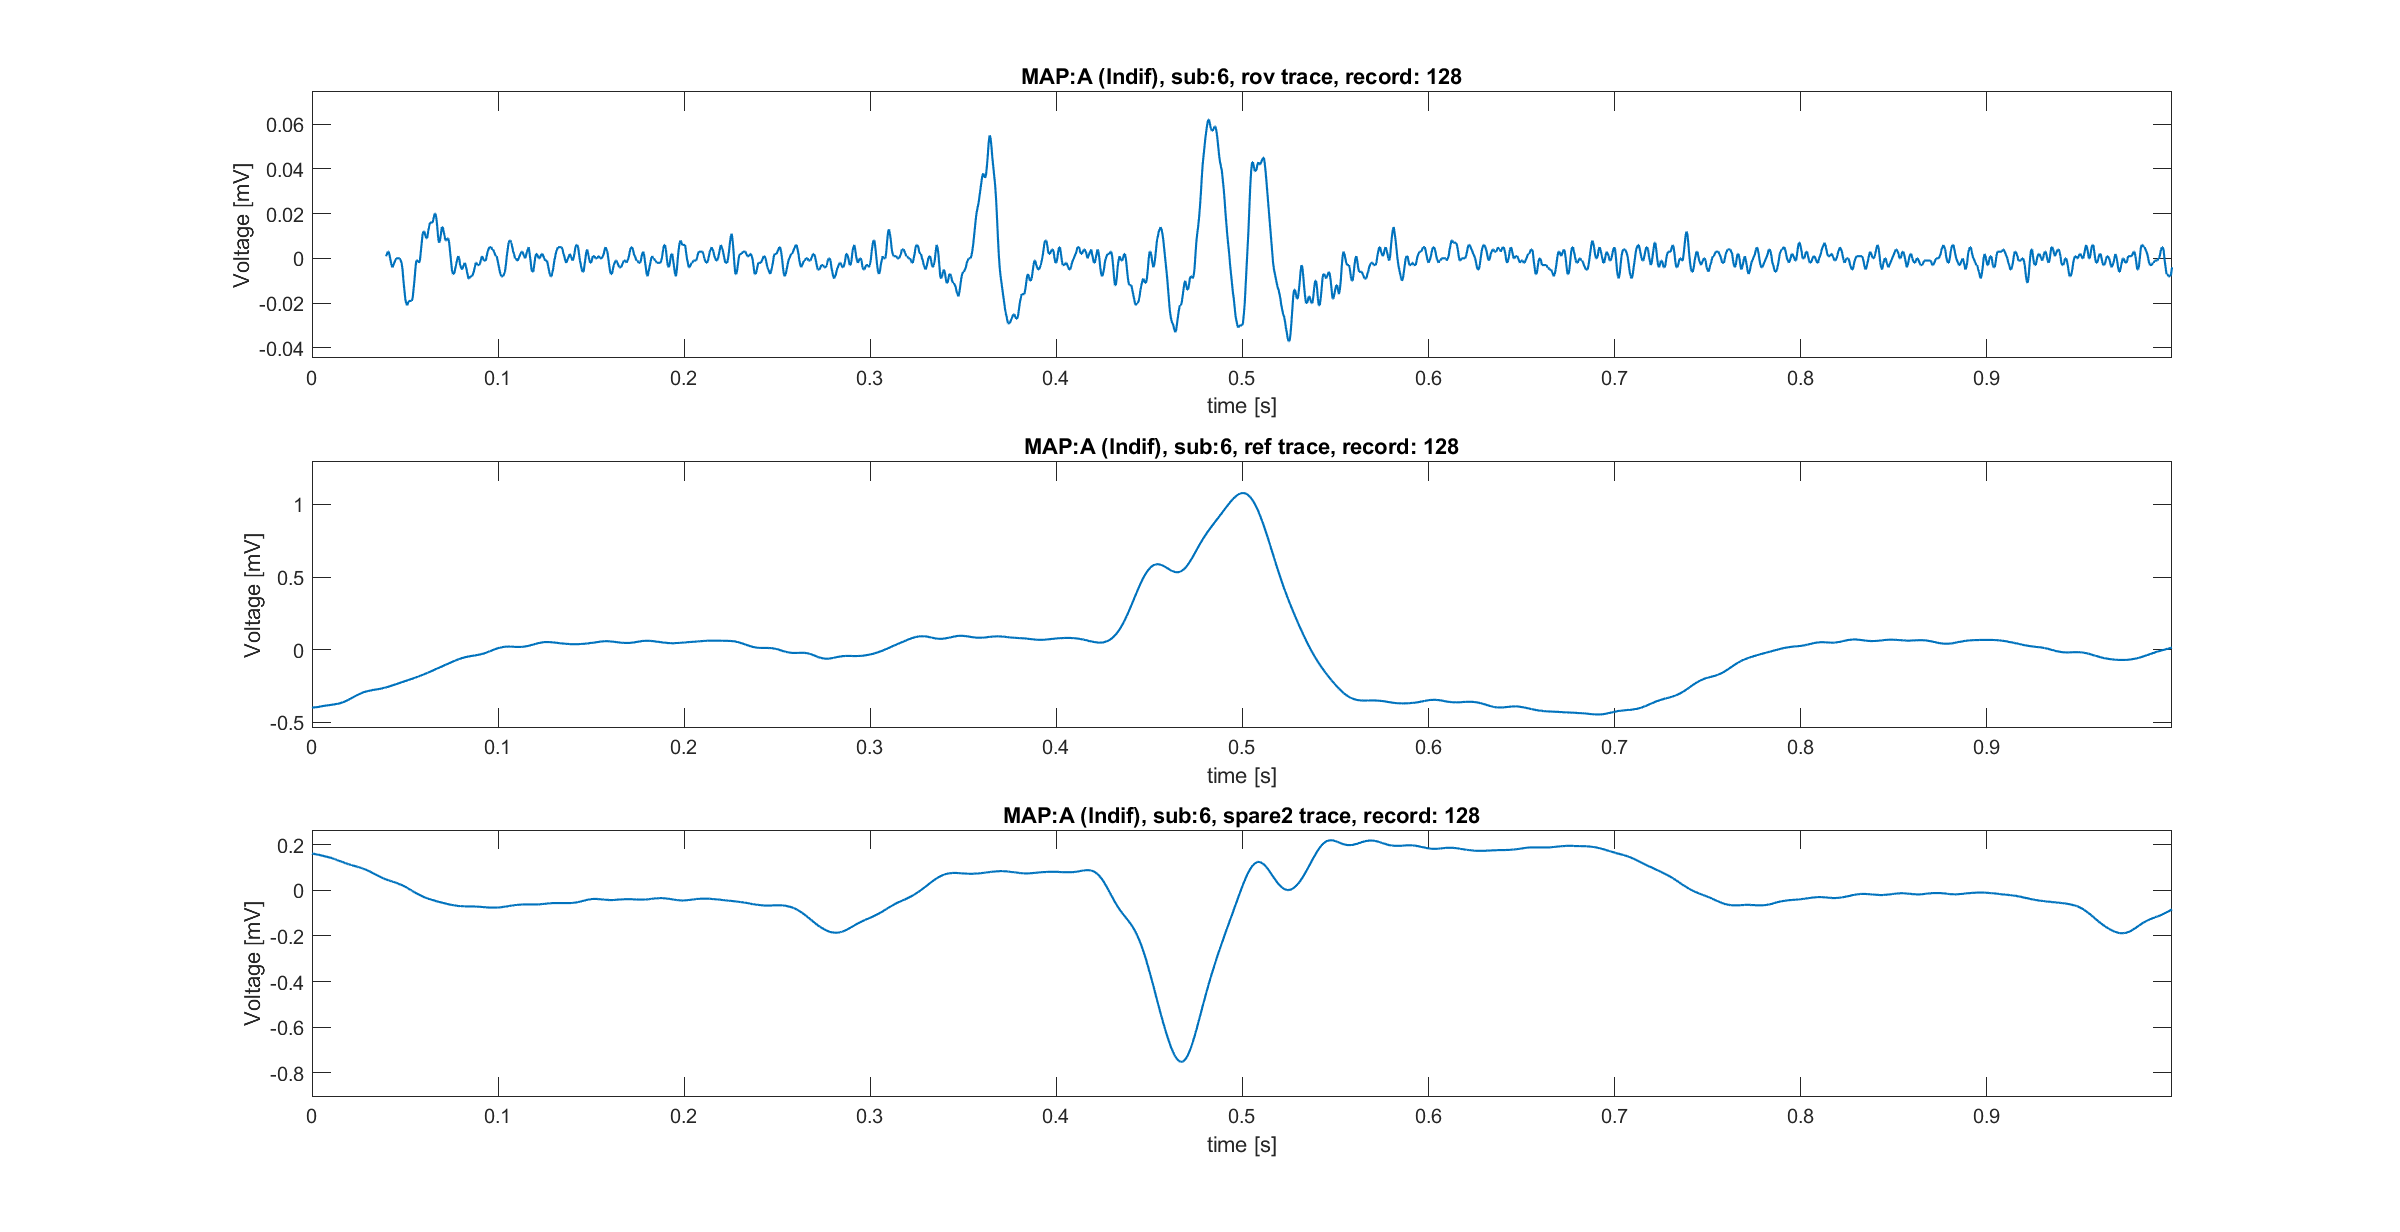 MAP:A (Indif), sub:6, rov trace, record: 128
Voltage [mV]
0.06
0.04
0.02
0
-0.02
-0.04
0 0.1 0.2 0.3 0.4 0.5 0.6 0.7 0.8 0.9
time [s]
MAP:A (Indif), sub:6, ref trace, record: 128
Voltage [mV]
1
0.5
0
-0.5
0 0.1 0.2 0.3 0.4 0.5 0.6 0.7 0.8 0.9
time [s]
MAP:A (Indif), sub:6, spare2 trace, record: 128
Voltage [mV]
0.2
0
-0.2
-0.4
-0.6
-0.8
0 0.1 0.2 0.3 0.4 0.5 0.6 0.7 0.8 0.9
time [s]